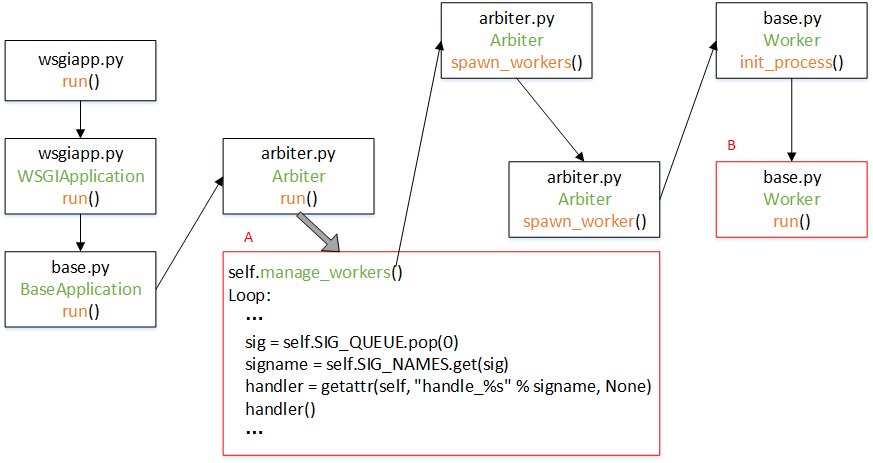 wsgiapp.py
run()
wsgiapp.py
WSGIApplication
run()
base.py
BaseApplication
run()
arbiter.py
Arbiter
run()
A
self.manage_workers()
Loop:
...
sig = self.SIG_QUEUE.pop(0)
signame = self.SIG_NAMES.get(sig)
handler = getattr(self, "handle_%s" % signame, None)
handler()
...
arbiter.py
Arbiter
spawn_workers()
arbiter.py
Arbiter
spawn_worker()
base.py
Worker
init_process()
B
base.py
Worker
run()